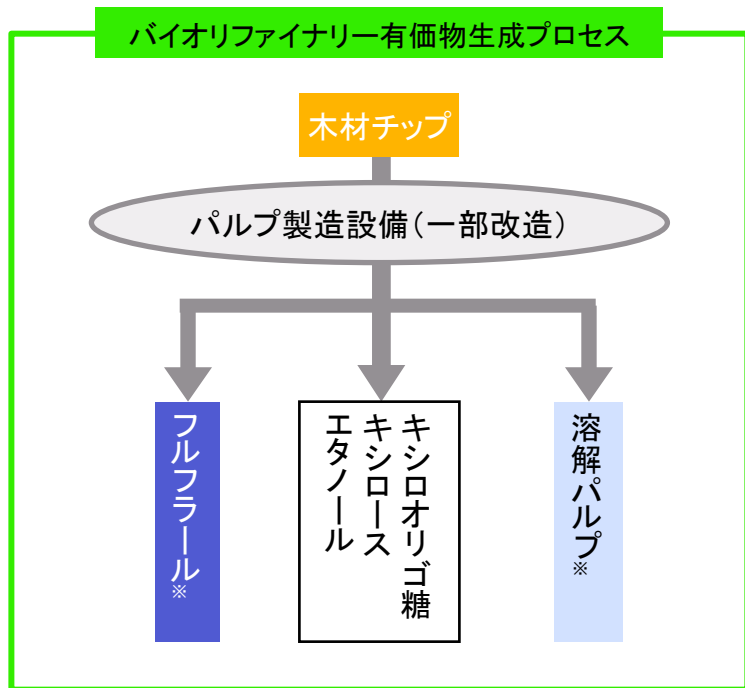 バイオリファイナリー有価物生成プロセス
木材チップ
パルプ製造設備（一部改造）
フルフラール※
キシロオリゴ糖
キシロース
エタノール
溶解パルプ※